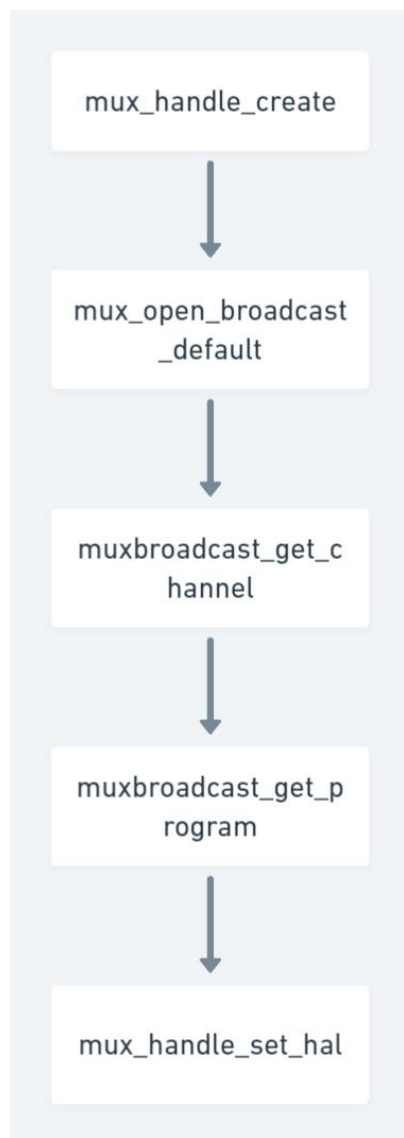 mux_handle_create
mux_open_broadcast
_default
muxbroadcast_get_c
hannel
muxbroadcast_get_p
rogram
mux_handle_set_hal